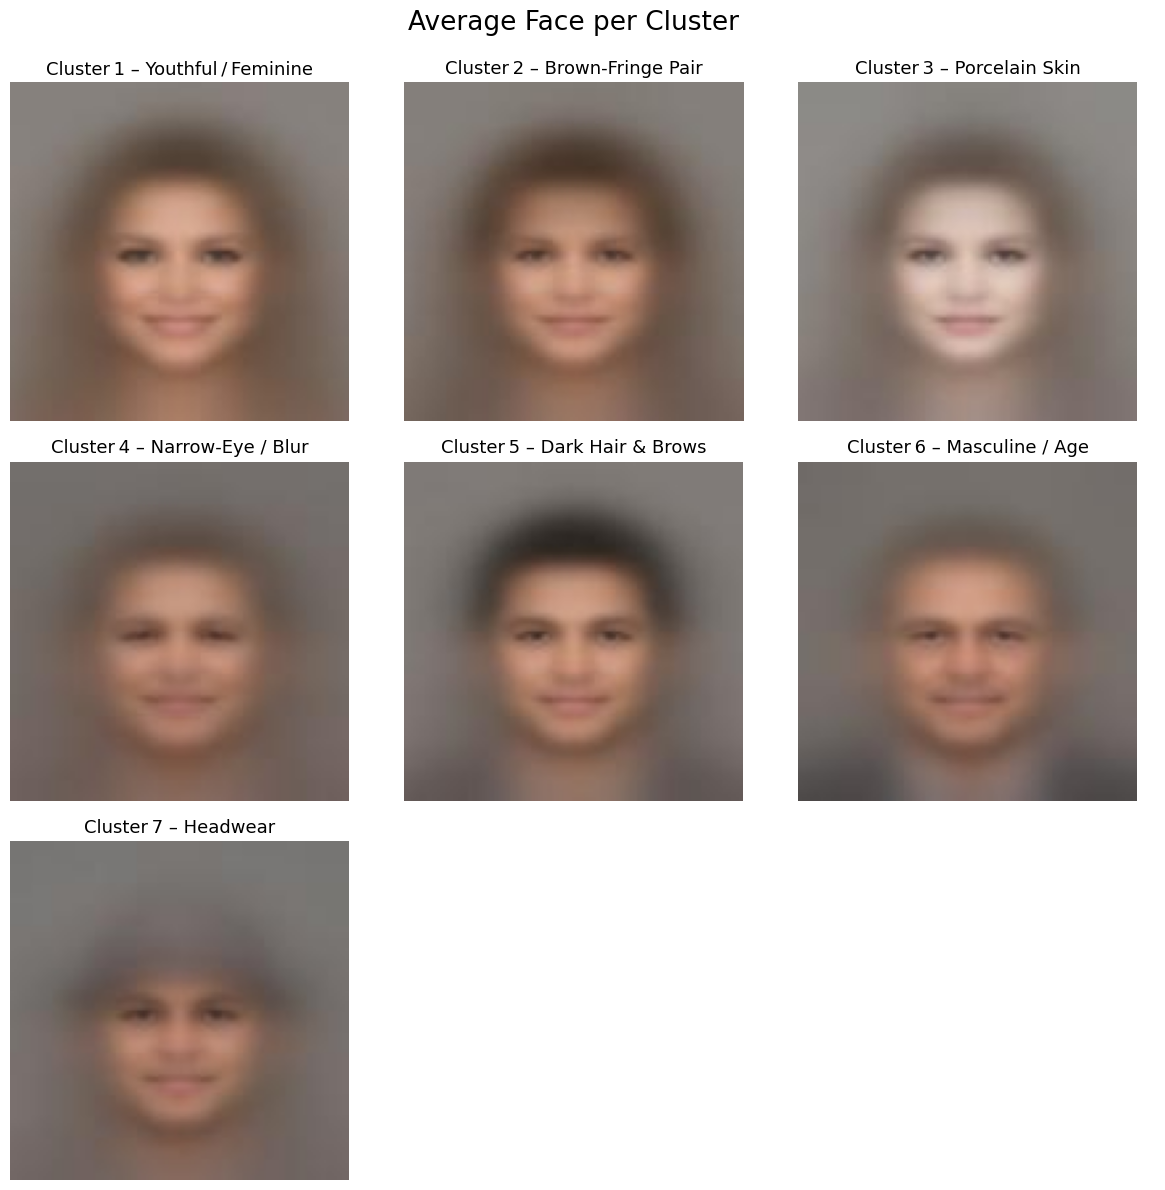 Average Face per Cluster
Cluster 1 – Youthful / Feminine
Cluster 2 – Brown-Fringe Pair
Cluster 3 – Porcelain Skin
Cluster 4 – Narrow-Eye / Blur
Cluster 5 – Dark Hair & Brows
Cluster 6 – Masculine / Age
Cluster 7 – Headwear